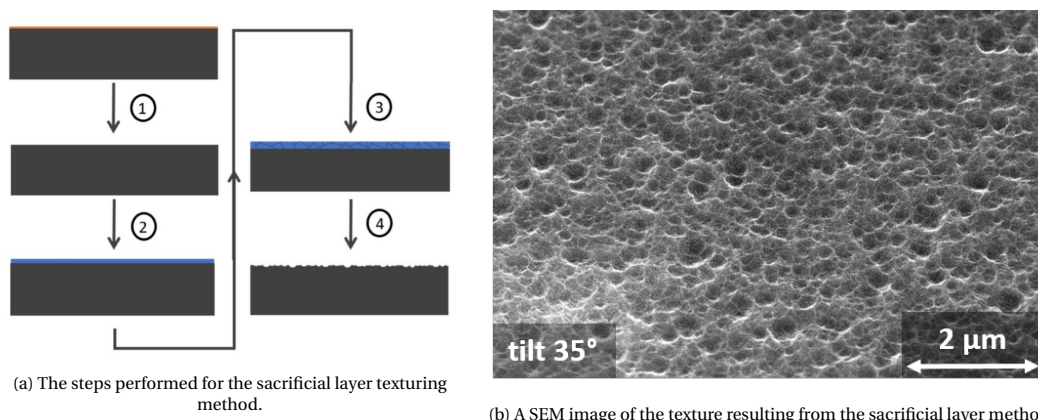 1
2
3
4
tilt 35°
2 µm
(a) The steps performed for the sacrificial layer texturing
method.
(b) A SEM image of the texture resulting from the sacrificial layer